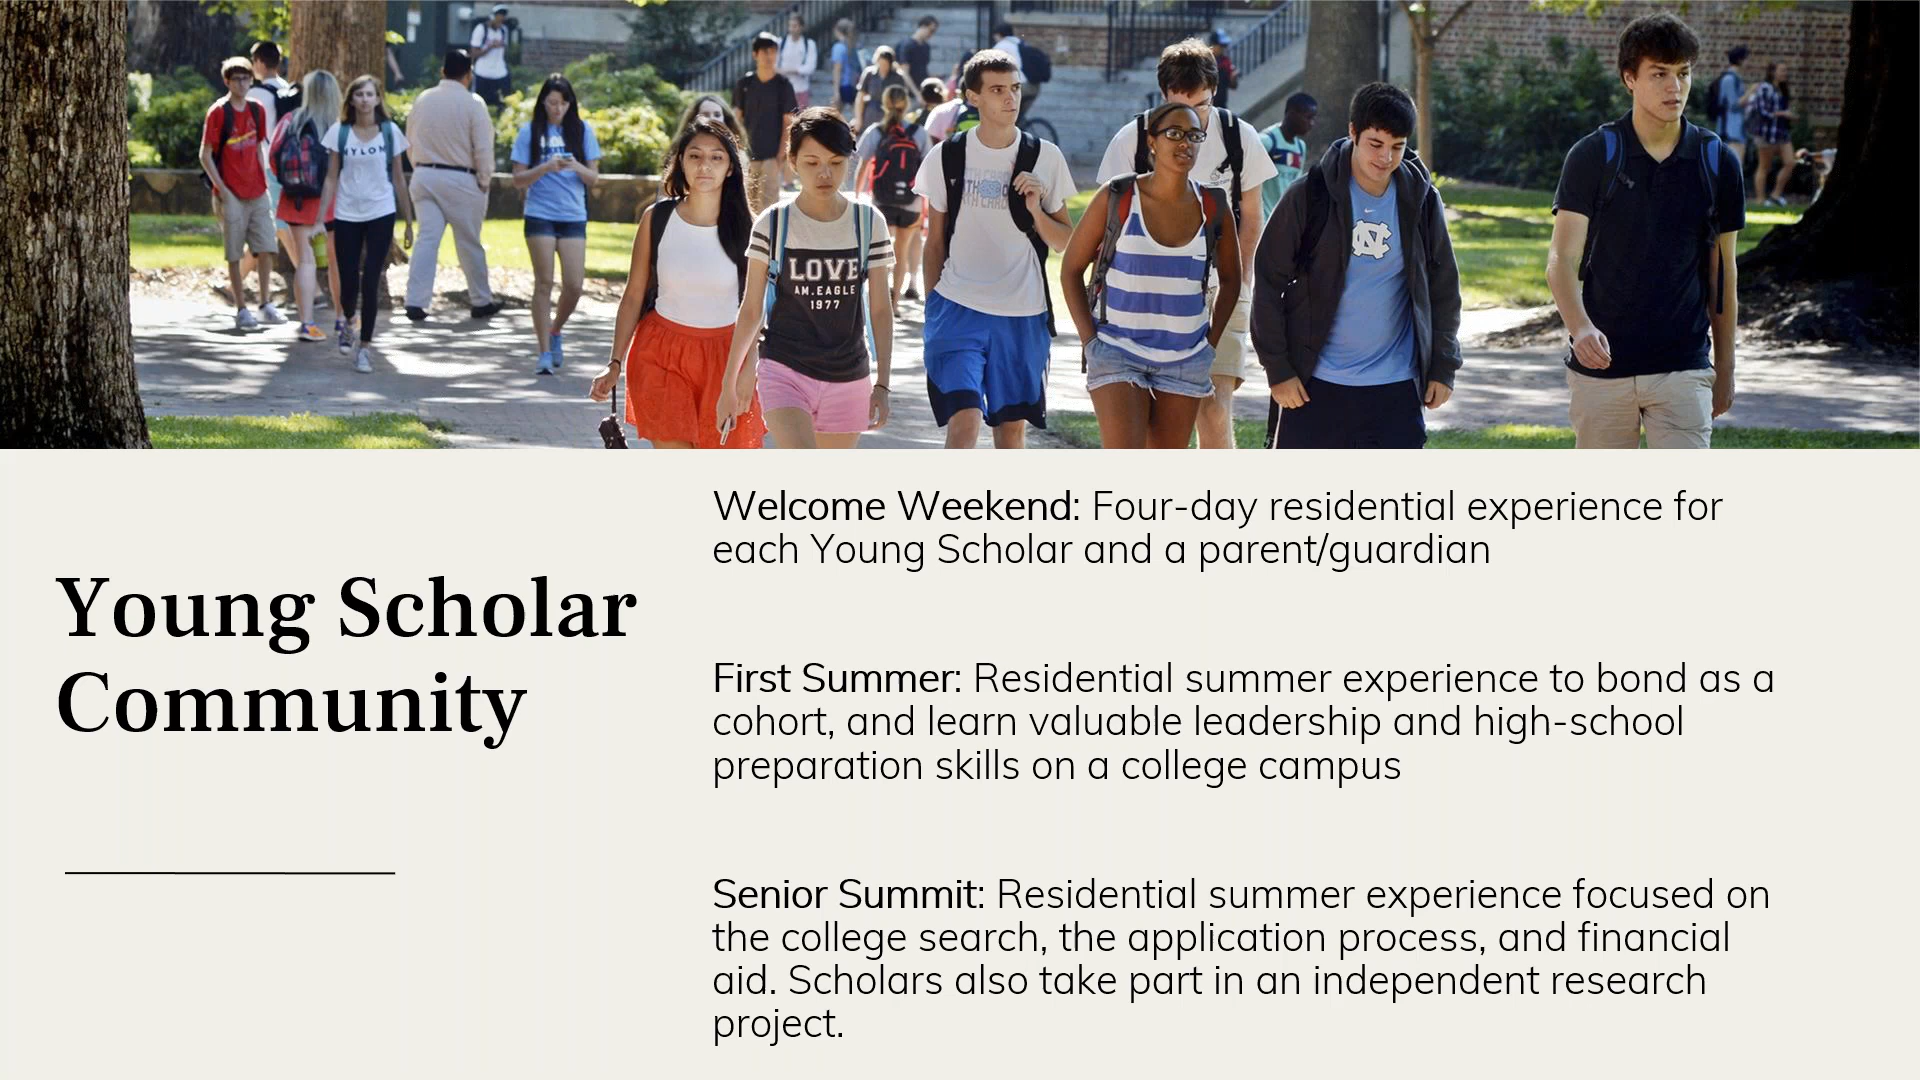 NYLON
LOVE
AM.EAGLE
1977
NC
Young Scholar
Community
Welcome Weekend: Four-day residential experience for
each Young Scholar and a parent/guardian
First Summer: Residential summer experience to bond as a
cohort, and learn valuable leadership and high-school
preparation skills on a college campus
Senior Summit: Residential summer experience focused on
the college search, the application process, and financial
aid. Scholars also take part in an independent research
project.